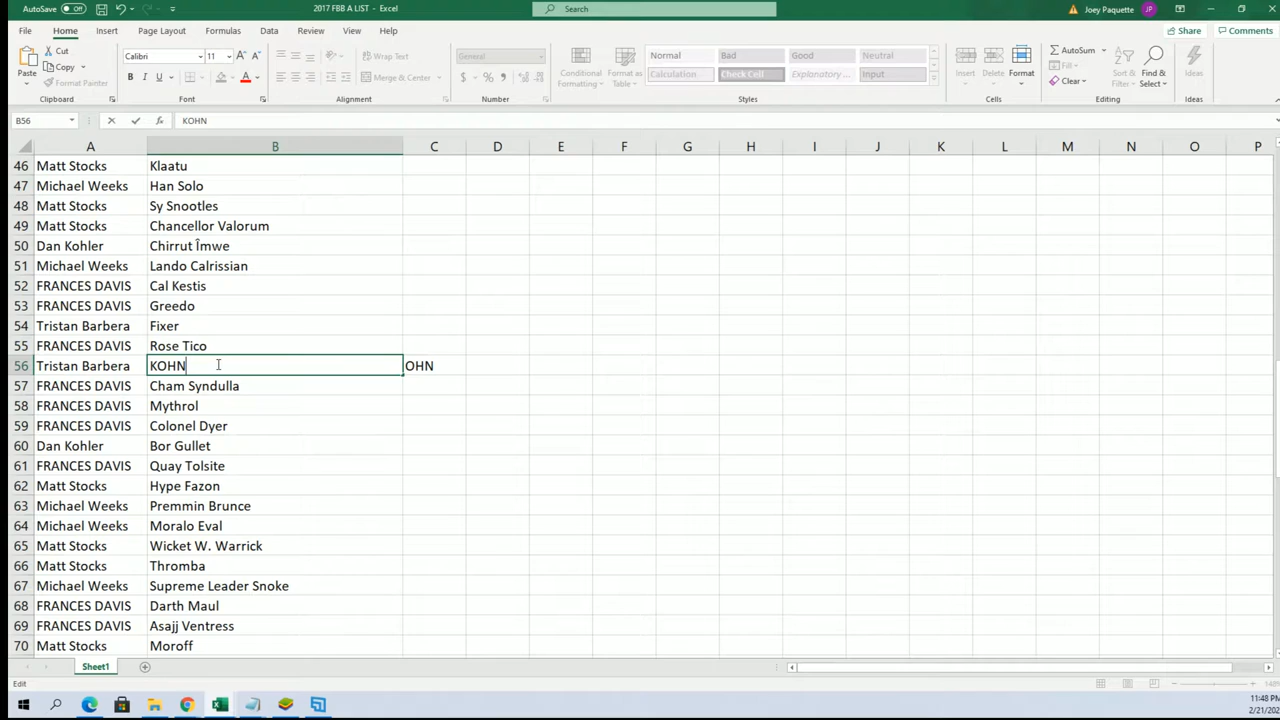 AutoSave Off 2017 FBB A LIST - Excel Search Joey Paquette JP
File Home Insert Page Layout Formulas Data Review View Help Share Comments
Paste Cut Copy Format Painter Clipboard
Calibri 11 B I U A Font
Wrap Text Merge & Center Alignment
General $ % Number
Conditional Formatting Format as Table
Normal Bad Good Neutral
Calculation Check Cell Explanary ... Input
Styles
Insert Delete Format Cells
AutoSum Fill Clear Sort & Filter Find & Select Editing
Ideas Ideas
B56 fx KOHN
A B C D E F G H I J K L M N O P
46 Matt Stocks Klaatu
47 Michael Weeks Han Solo
48 Matt Stocks Sy Snootles
49 Matt Stocks Chancellor Valorum
50 Dan Kohler Chirrut Îmwe
51 Michael Weeks Lando Calrissian
52 FRANCES DAVIS Cal Kestis
53 FRANCES DAVIS Greedo
54 Tristan Barbera Fixer
55 FRANCES DAVIS Rose Tico
56 Tristan Barbera KOHN OHN
57 FRANCES DAVIS Cham Syndulla
58 FRANCES DAVIS Mythrol
59 FRANCES DAVIS Colonel Dyer
60 Dan Kohler Bor Gullet
61 FRANCES DAVIS Quay Tolsite
62 Matt Stocks Hype Fazon
63 Michael Weeks Premmin Brunce
64 Michael Weeks Moralo Eval
65 Matt Stocks Wicket W. Warrick
66 Matt Stocks Thromba
67 Michael Weeks Supreme Leader Snoke
68 FRANCES DAVIS Darth Maul
69 FRANCES DAVIS Asajj Ventress
70 Matt Stocks Moroff
Sheet1
Edit
11:48 PM